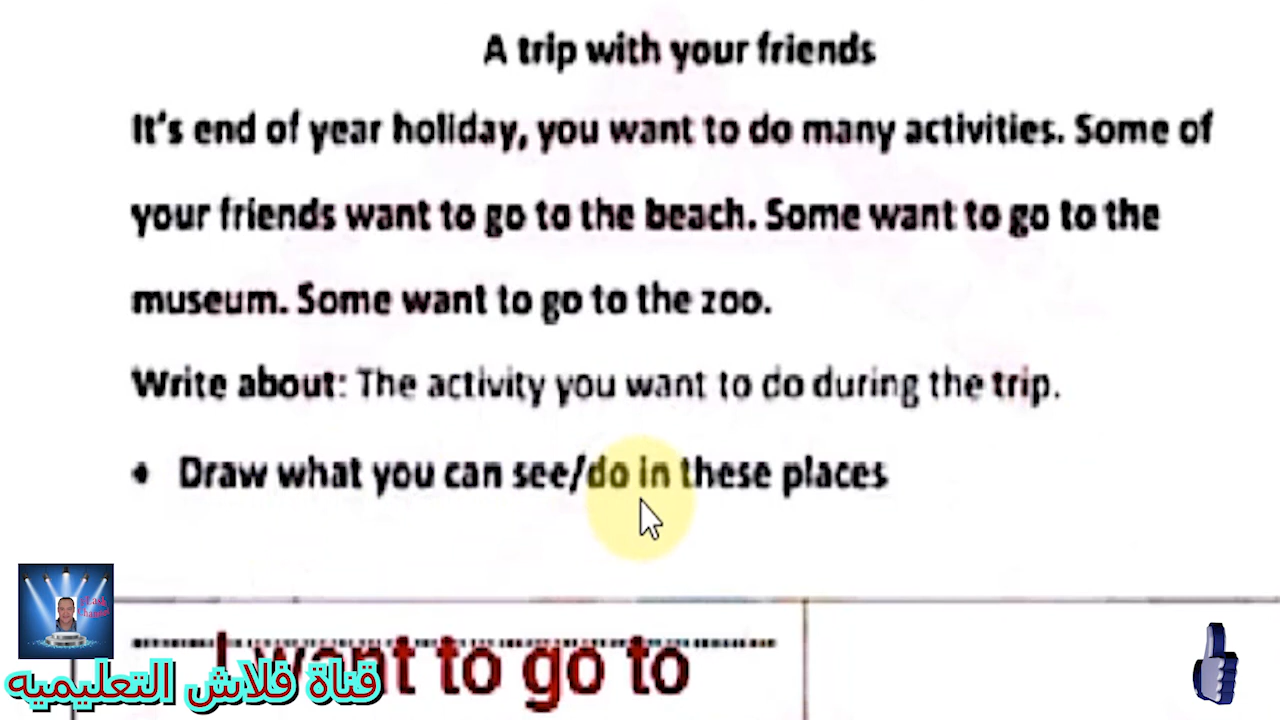 A trip with your friends
It's end of year holiday, you want to do many activities. Some of
your friends want to go to the beach. Some want to go to the
museum. Some want to go to the zoo.
Write about: The activity you want to do during the trip.
• Draw what you can see/do in these places
Flash
Channel
I want to go to
قناة فلاش التعليميه